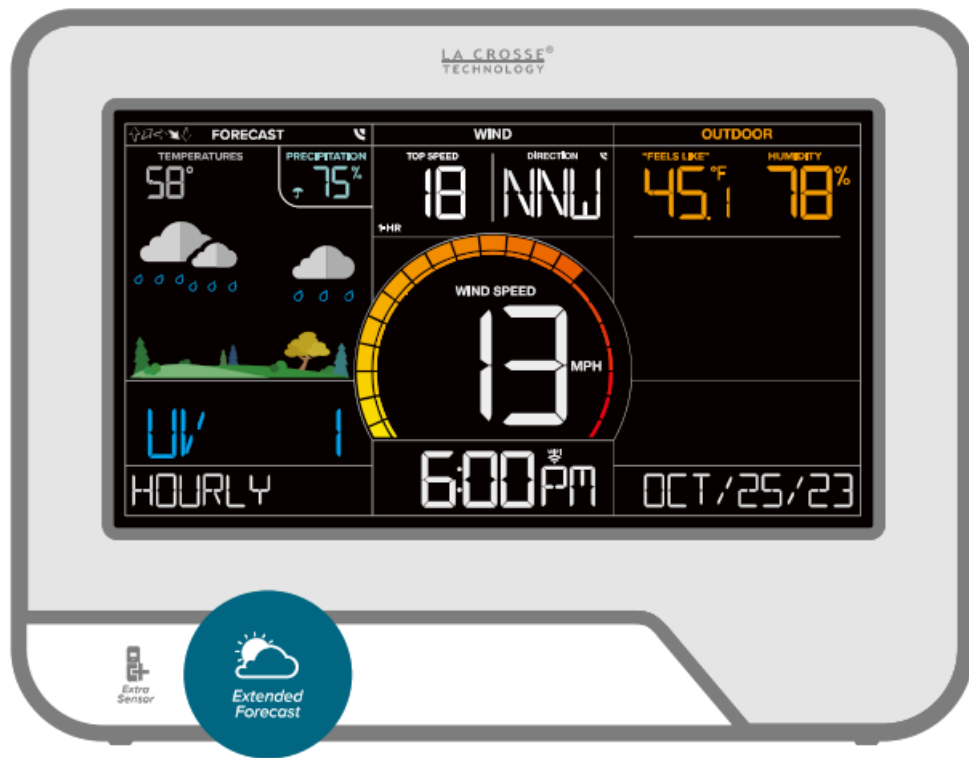 LA CROSSE®
TECHNOLOGY
FORECAST
WIND
OUTDOOR
TEMPERATURES
58°
PRECIPITATION
75%
TOP SPEED
18
1HR
DIRECTION
NNW
"FEELS LIKE"
45.1 °F
HUMIDITY
78%
WIND SPEED
13 MPH
UV 1
HOURLY
6:00PM
OCT/25/23
Extra
Sensor
Extended
Forecast